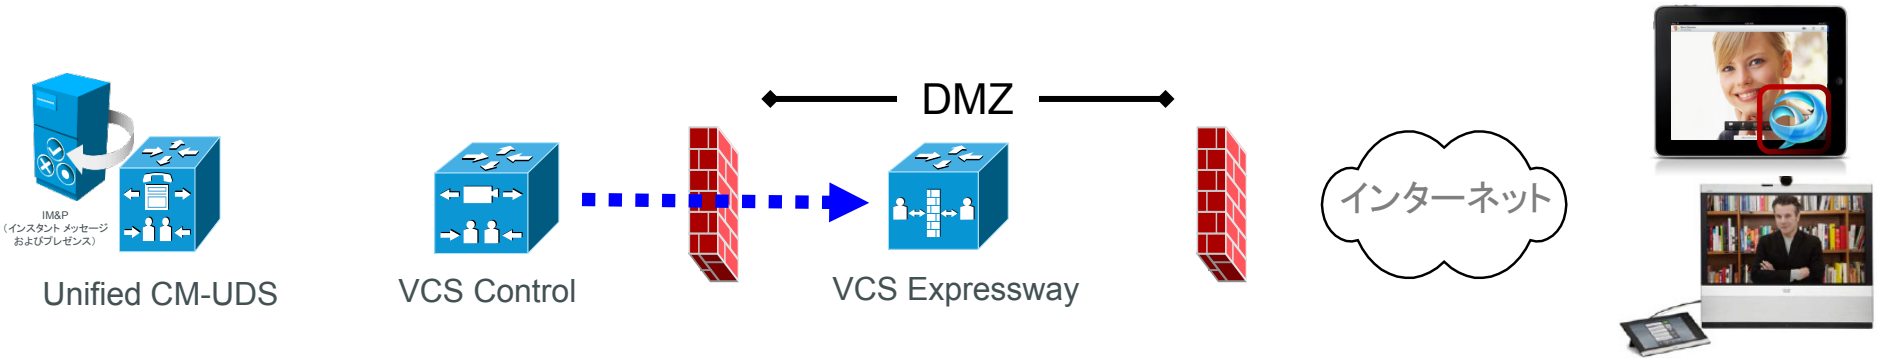 DMZ
IM&P
（インスタント メッセージ
およびプレゼンス）
Unified CM-UDS
VCS Control
VCS Expressway
インターネット